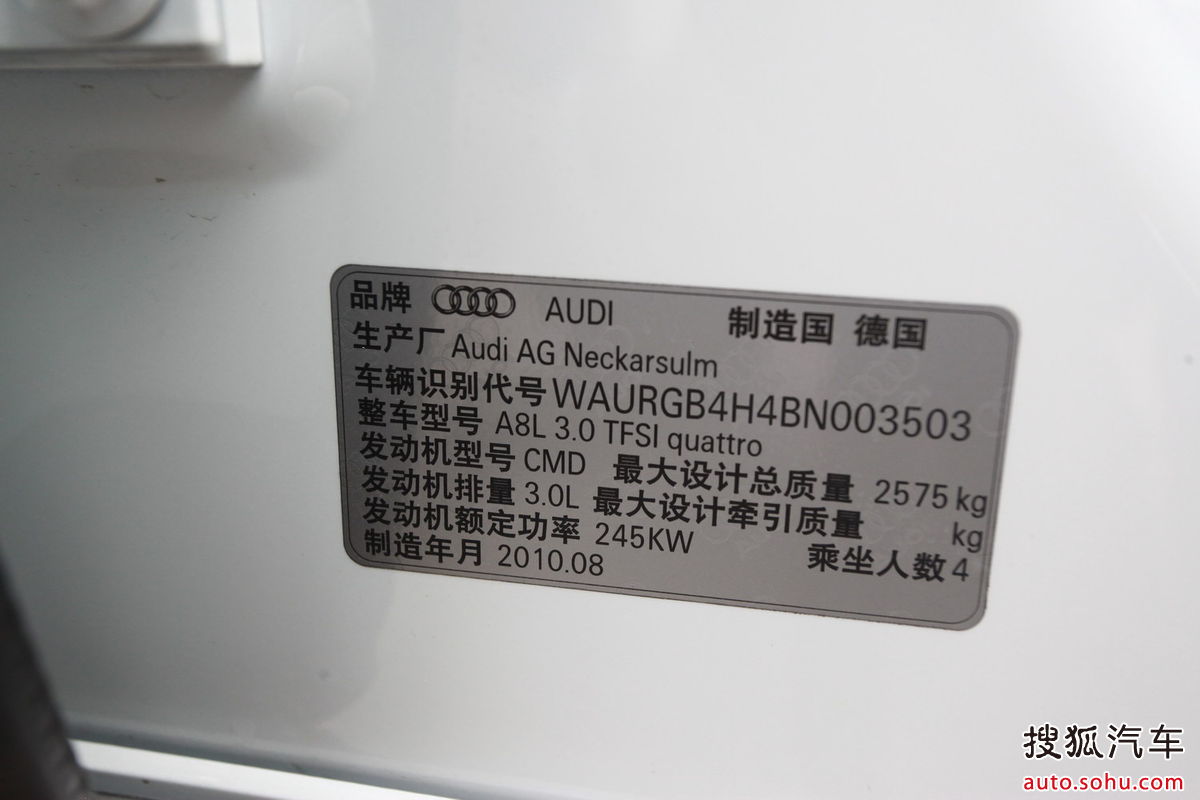 品牌 AUDI 制造国 德国
生产厂 Audi AG Neckarsulm
车辆识别代号 WAURGB4H4BN003503
整车型号 A8L 3.0 TFSI quattro
发动机型号 CMD 最大设计总质量 2575 kg
发动机排量 3.0L 最大设计牵引质量 kg
发动机额定功率 245KW 乘坐人数 4
制造年月 2010.08
搜狐汽车
auto.sohu.com